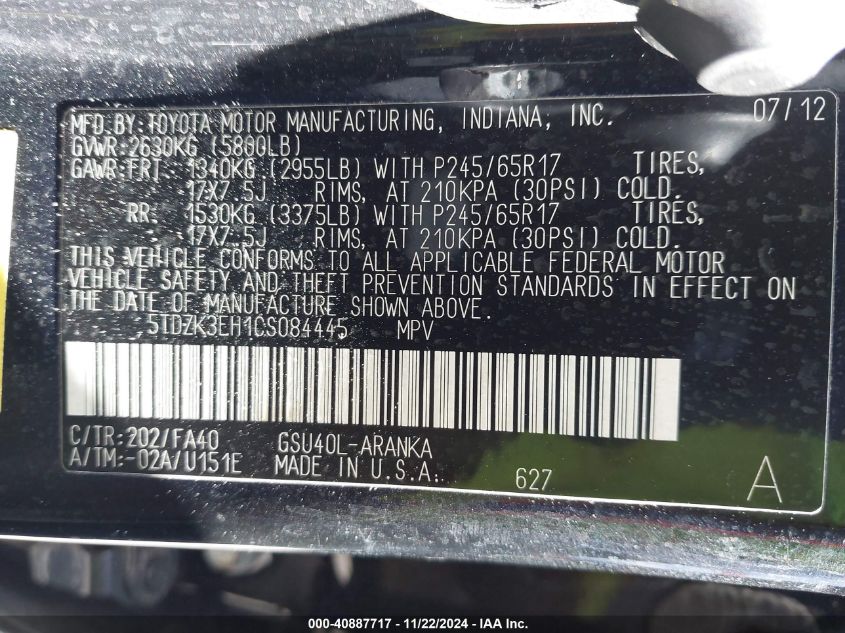 MFD.BY:TOYOTA MOTOR MANUFACTURING, INDIANA, INC. 07/12
GVWR:2630KG (5800LB)
GAWR:FRT 1340KG (2955LB) WITH P245/65R17 TIRES,
17X7.5J RIMS, AT 210KPA (30PSI) COLD.
RR: 1530KG (3375LB) WITH P245/65R17 TIRES,
17X7.5J RIMS, AT 210KPA (30PSI) COLD.
THIS VEHICLE CONFORMS TO ALL APPLICABLE FEDERAL MOTOR
VEHICLE SAFETY AND THEFT PREVENTION STANDARDS IN EFFECT ON
THE DATE OF MANUFACTURE SHOWN ABOVE.
5TDZK3EH1CS084445 MPV
C/TR:202/FA40 GSU40L-ARANKA
A/TM:-02A/U151E MADE IN U.S.A. 627 A
000-40887717 - 11/22/2024 - IAA Inc.